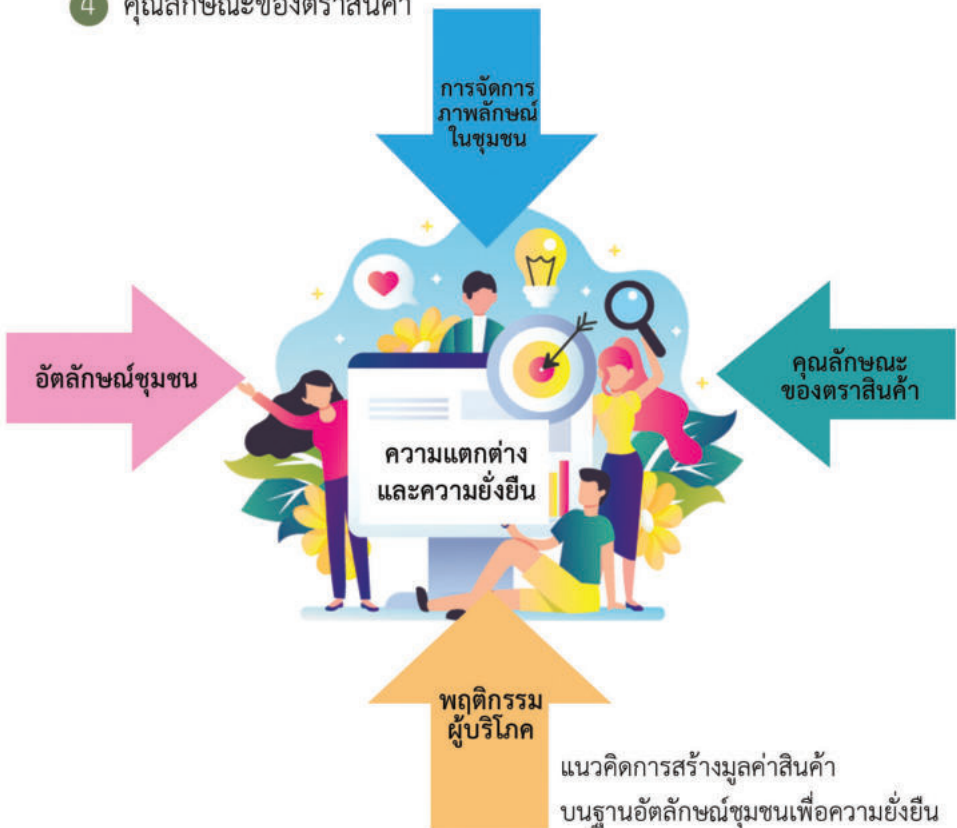 4 คุณลักษณะของตราสินค้า
การจัดการ
ภาพลักษณ์
ในชุมชน
อัตลักษณ์ชุมชน
คุณลักษณะ
ของตราสินค้า
ความแตกต่าง
และความยั่งยืน
พฤติกรรม
ผู้บริโภค
แนวคิดการสร้างมูลค่าสินค้า
บนฐานอัตลักษณ์ชุมชนเพื่อความยั่งยืน